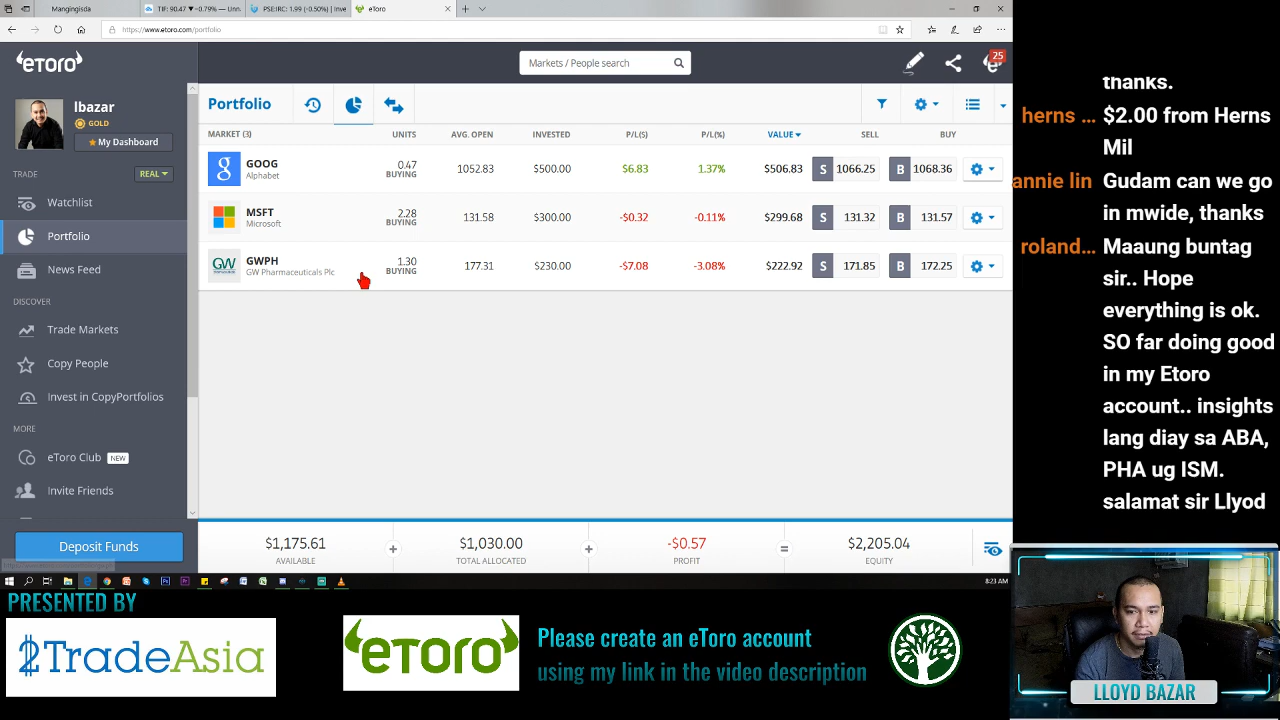 Mangingisda
TIF: 90.47 ▼−0.79% — Unn
PSE:IRC: 1.99 (−0.50%) | Inve
eToro
https://www.etoro.com/portfolio
eToro
Markets / People search
25
lbazar
GOLD
★ My Dashboard
TRADE
REAL
Watchlist
Portfolio
News Feed
DISCOVER
Trade Markets
Copy People
Invest in CopyPortfolios
MORE
eToro Club NEW
Invite Friends
Deposit Funds
Portfolio
MARKET (3) UNITS AVG. OPEN INVESTED P/L($) P/L(%) VALUE SELL BUY
GOOG 0.47 1052.83 $500.00 $6.83 1.37% $506.83 S 1066.25 B 1068.36
Alphabet BUYING
MSFT 2.28 131.58 $300.00 -$0.32 -0.11% $299.68 S 131.32 B 131.57
Microsoft BUYING
GW GWPH 1.30 177.31 $230.00 -$7.08 -3.08% $222.92 S 171.85 B 172.25
GW Pharmaceuticals Plc BUYING
$1,175.61 + $1,030.00 + -$0.57 = $2,205.04
AVAILABLE TOTAL ALLOCATED PROFIT EQUITY
8:23 AM
thanks.
herns ... $2.00 from Herns
Mil
annie lin Gudam can we go
in mwide, thanks
roland... Maaung buntag
sir.. Hope
everything is ok.
SO far doing good
in my Etoro
account.. insights
lang diay sa ABA,
PHA ug ISM.
salamat sir Llyod
PRESENTED BY
2TradeAsia
eToro
Please create an eToro account
using my link in the video description
LLOYD BAZAR